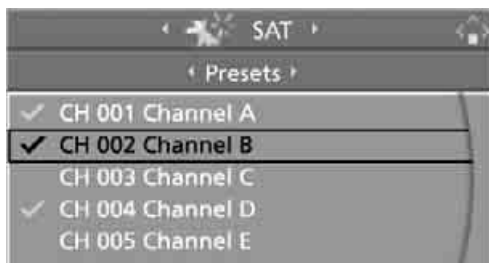 SAT
Presets
CH 001 Channel A
CH 002 Channel B
CH 003 Channel C
CH 004 Channel D
CH 005 Channel E